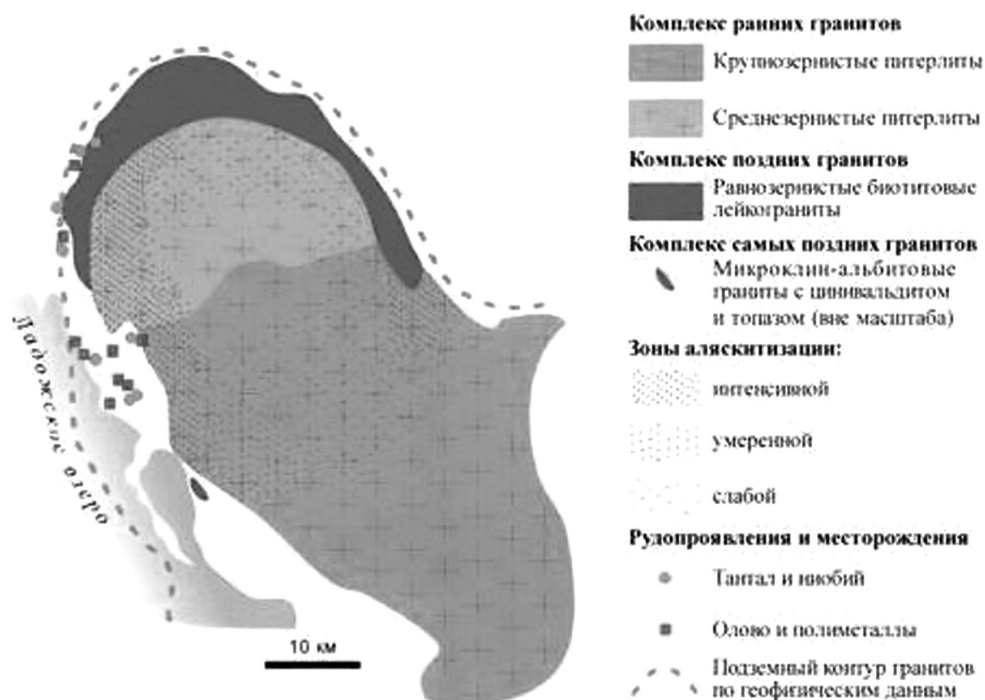 Комплекс ранних гранитов
Крупнозернистые питерлиты
Среднезернистые питерлиты
Комплекс поздних гранитов
Равнозернистые биотитовые
лейкограниты
Комплекс самых поздних гранитов
Микроклин-альбитовые
граниты с циннвальдитом
и топазом (вне масштаба)
Зоны аляскитизации:
интенсивной
умеренной
слабой
Рудопроявления и месторождения
Тантал и ниобий
Олово и полиметаллы
Подземный контур гранитов
по геофизическим данным
Ладожское озеро
10 км